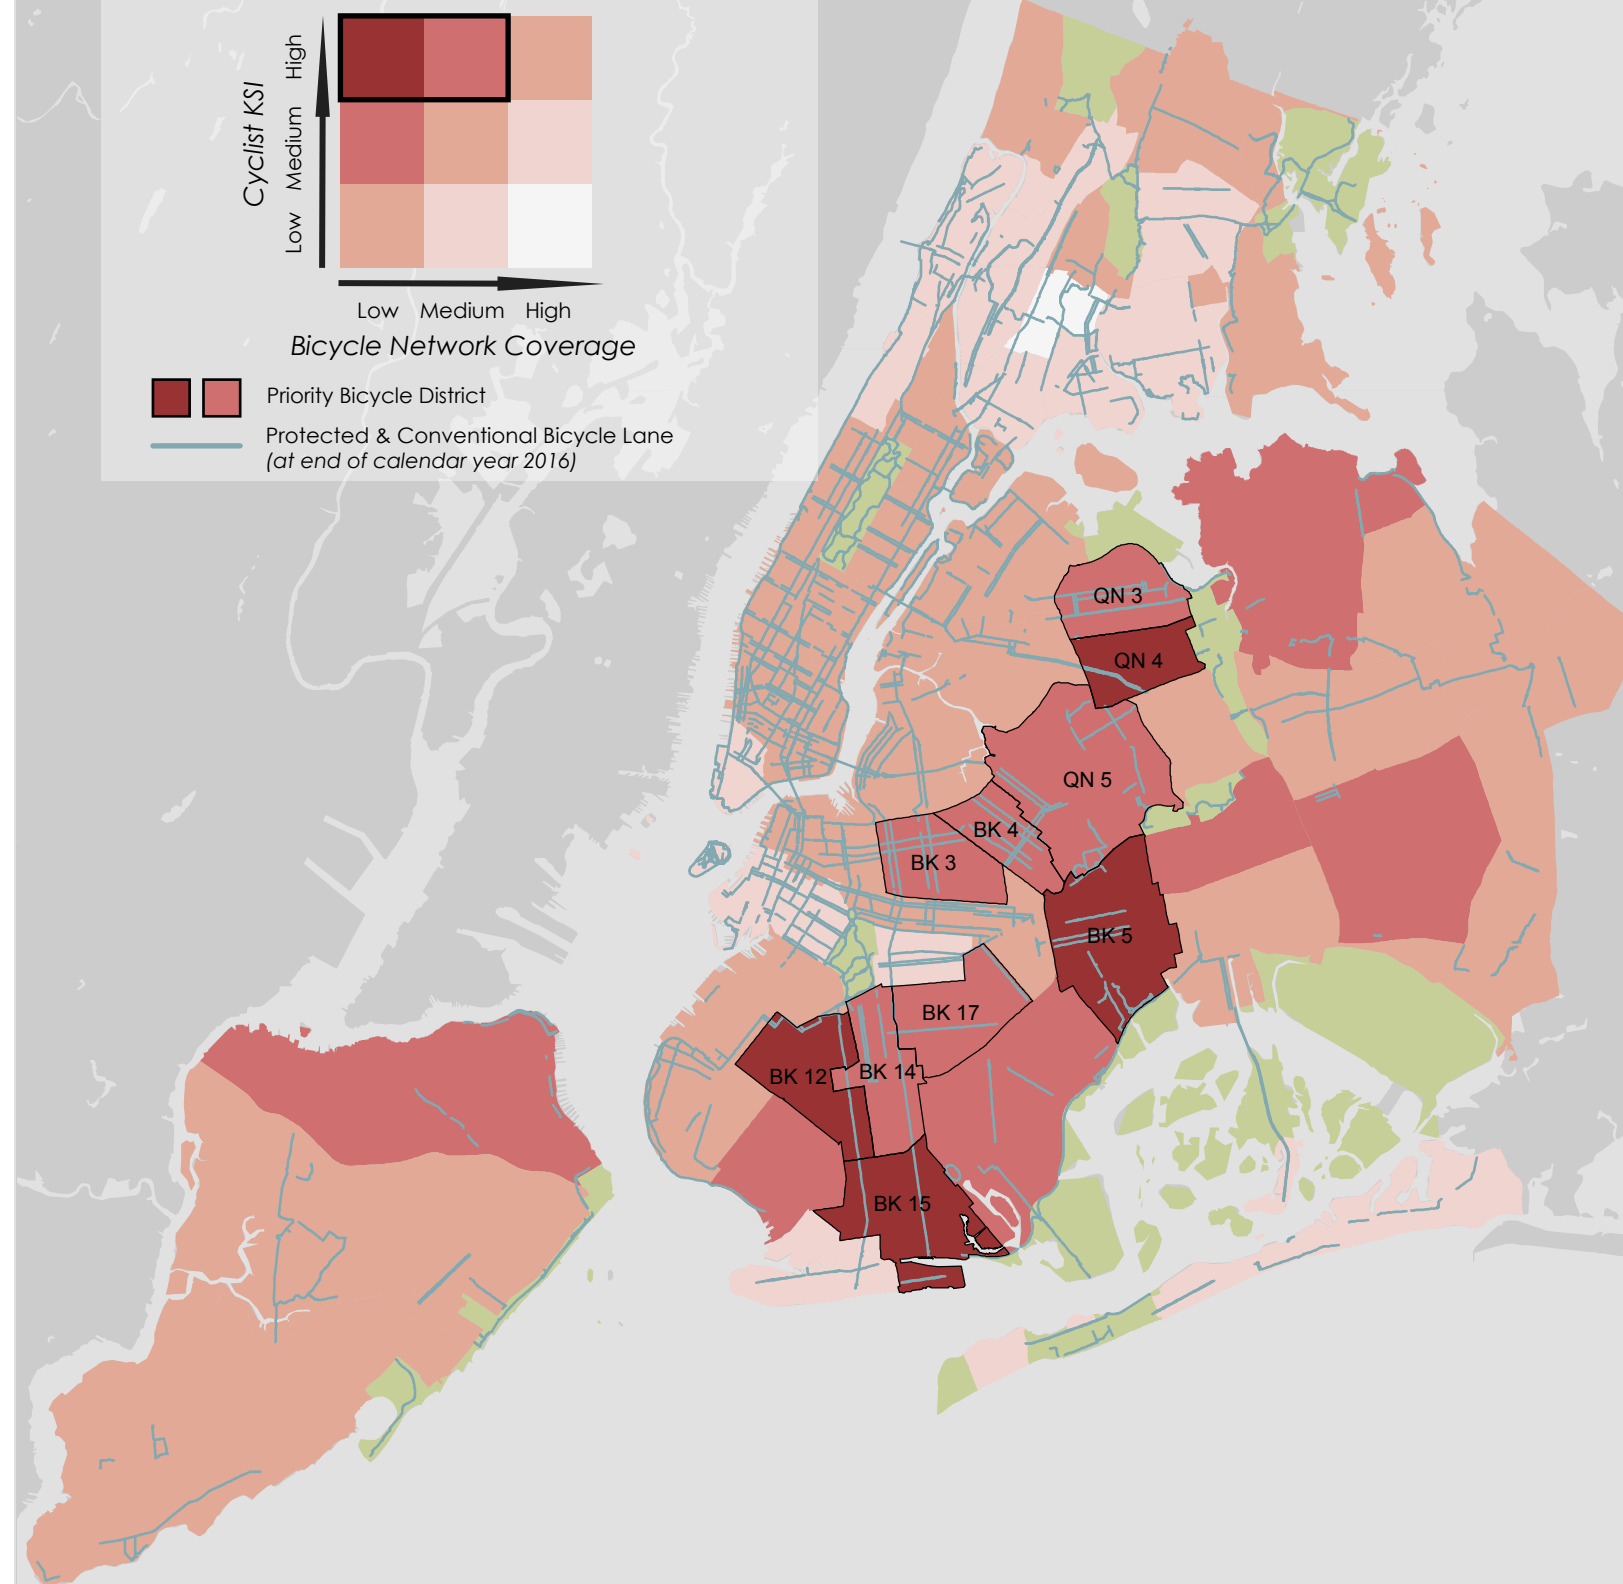 Cyclist KSI
High
Medium
Low
Low Medium High
Bicycle Network Coverage
Priority Bicycle District
Protected & Conventional Bicycle Lane
(at end of calendar year 2016)
QN 3
QN 4
QN 5
BK 4
BK 3
BK 5
BK 17
BK 14
BK 12
BK 15